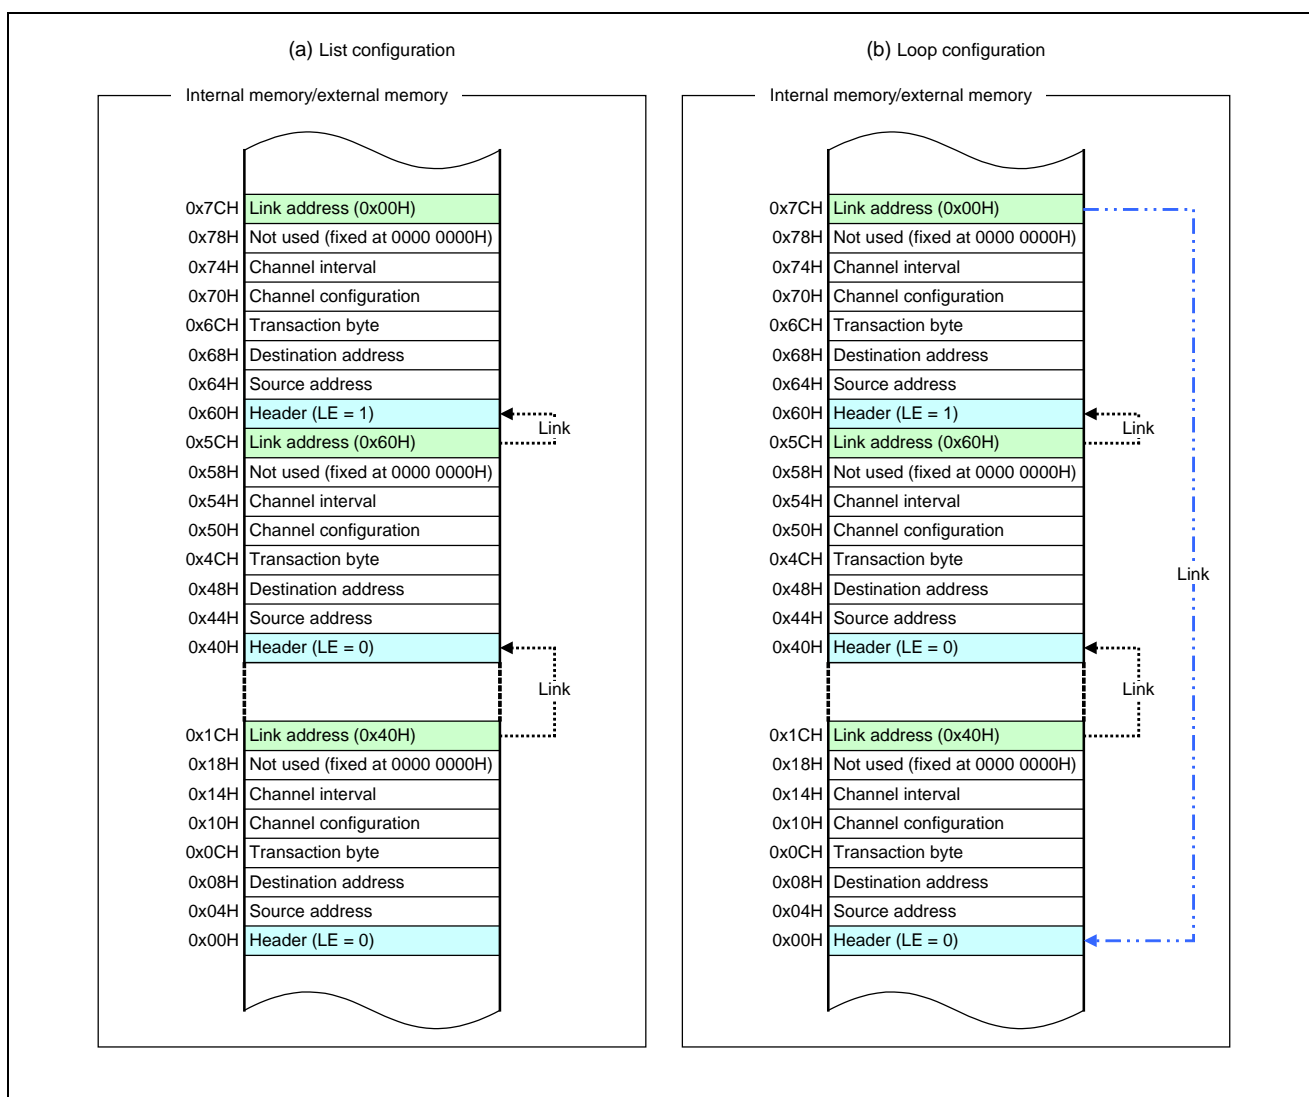 (a) List configuration
Internal memory/external memory
0x7CH Link address (0x00H)
0x78H Not used (fixed at 0000 0000H)
0x74H Channel interval
0x70H Channel configuration
0x6CH Transaction byte
0x68H Destination address
0x64H Source address
0x60H Header (LE = 1)
Link
0x5CH Link address (0x60H)
0x58H Not used (fixed at 0000 0000H)
0x54H Channel interval
0x50H Channel configuration
0x4CH Transaction byte
0x48H Destination address
0x44H Source address
0x40H Header (LE = 0)
Link
0x1CH Link address (0x40H)
0x18H Not used (fixed at 0000 0000H)
0x14H Channel interval
0x10H Channel configuration
0x0CH Transaction byte
0x08H Destination address
0x04H Source address
0x00H Header (LE = 0)
(b) Loop configuration
Internal memory/external memory
0x7CH Link address (0x00H)
0x78H Not used (fixed at 0000 0000H)
0x74H Channel interval
0x70H Channel configuration
0x6CH Transaction byte
0x68H Destination address
0x64H Source address
0x60H Header (LE = 1)
Link
0x5CH Link address (0x60H)
0x58H Not used (fixed at 0000 0000H)
0x54H Channel interval
0x50H Channel configuration
0x4CH Transaction byte
Link
0x48H Destination address
0x44H Source address
0x40H Header (LE = 0)
Link
0x1CH Link address (0x40H)
0x18H Not used (fixed at 0000 0000H)
0x14H Channel interval
0x10H Channel configuration
0x0CH Transaction byte
0x08H Destination address
0x04H Source address
0x00H Header (LE = 0)